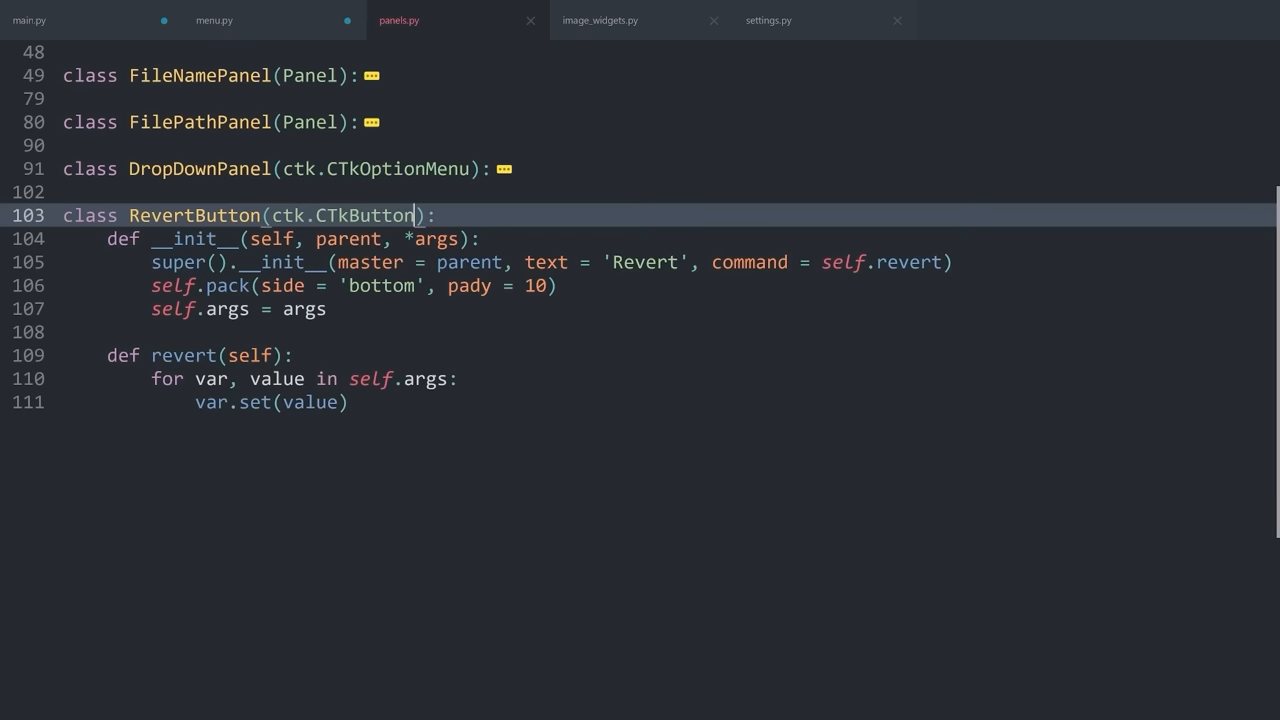 main.py menu.py panels.py image_widgets.py settings.py
48
49 class FileNamePanel(Panel):
79
80 class FilePathPanel(Panel):
90
91 class DropDownPanel(ctk.CTkOptionMenu):
102
103 class RevertButton(ctk.CTkButton):
104     def __init__(self, parent, *args):
105         super().__init__(master = parent, text = 'Revert', command = self.revert)
106         self.pack(side = 'bottom', pady = 10)
107         self.args = args
108
109     def revert(self):
110         for var, value in self.args:
111             var.set(value)